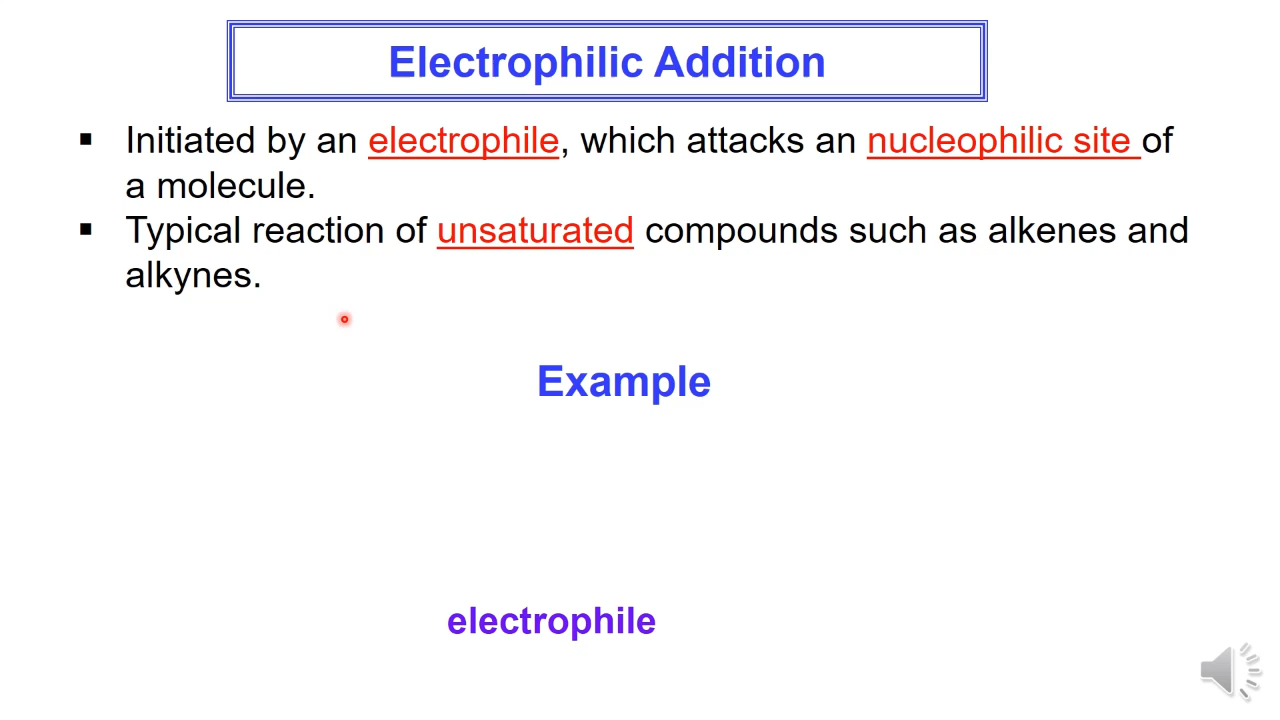 Electrophilic Addition
▪ Initiated by an electrophile, which attacks an nucleophilic site of
a molecule.
▪ Typical reaction of unsaturated compounds such as alkenes and
alkynes.
Example
electrophile